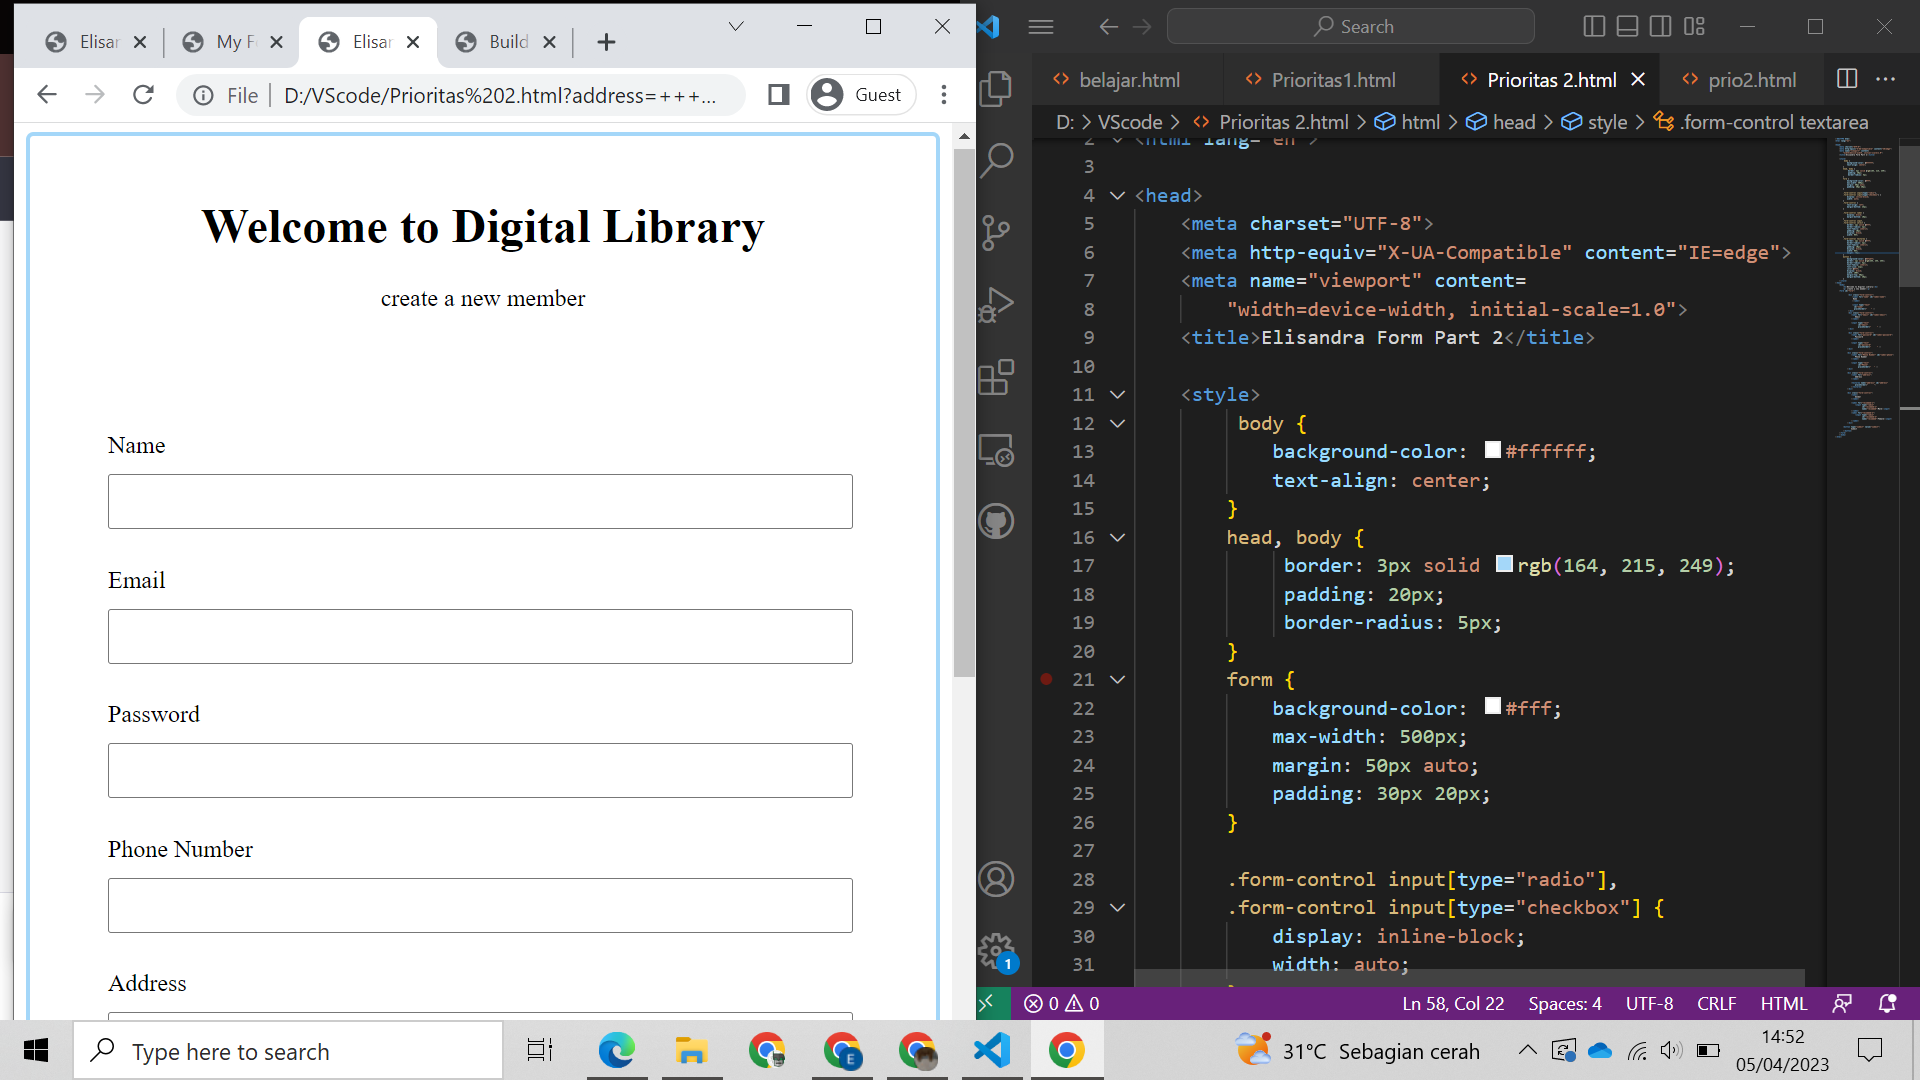 Elisar
My F
Elisar
Build
File
D:/VScode/Prioritas%202.html?address=+++...
Guest
Welcome to Digital Library
create a new member
Name
Email
Password
Phone Number
Address
Search
belajar.html
Prioritas1.html
Prioritas 2.html
prio2.html
D: > VScode > Prioritas 2.html > html > head > style > .form-control textarea
2 <html lang="en">
3
4 <head>
5 <meta charset="UTF-8">
6 <meta http-equiv="X-UA-Compatible" content="IE=edge">
7 <meta name="viewport" content=
8 "width=device-width, initial-scale=1.0">
9 <title>Elisandra Form Part 2</title>
10
11 <style>
12 body {
13 background-color: #ffffff;
14 text-align: center;
15 }
16 head, body {
17 border: 3px solid rgb(164, 215, 249);
18 padding: 20px;
19 border-radius: 5px;
20 }
21 form {
22 background-color: #fff;
23 max-width: 500px;
24 margin: 50px auto;
25 padding: 30px 20px;
26 }
27
28 .form-control input[type="radio"],
29 .form-control input[type="checkbox"] {
30 display: inline-block;
31 width: auto;
1
0 0
Ln 58, Col 22
Spaces: 4
UTF-8
CRLF
HTML
Type here to search
E
31°C Sebagian cerah
14:52
05/04/2023